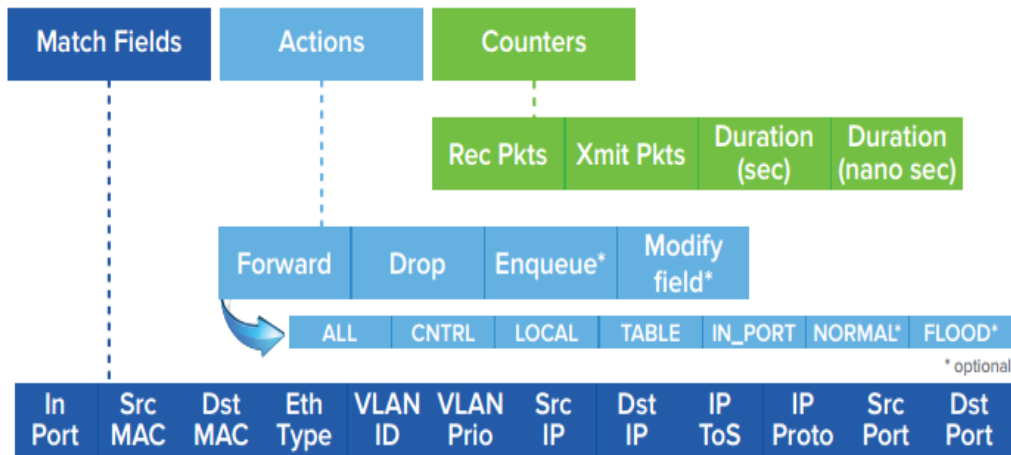 Match Fields
Actions
Counters
Rec Pkts
Xmit Pkts
Duration
(sec)
Duration
(nano sec)
Forward
Drop
Enqueue*
Modify
field*
ALL
CNTRL
LOCAL
TABLE
IN_PORT
NORMAL*
FLOOD*
* optional
In
Port
Src
MAC
Dst
MAC
Eth
Type
VLAN
ID
VLAN
Prio
Src
IP
Dst
IP
IP
ToS
IP
Proto
Src
Port
Dst
Port